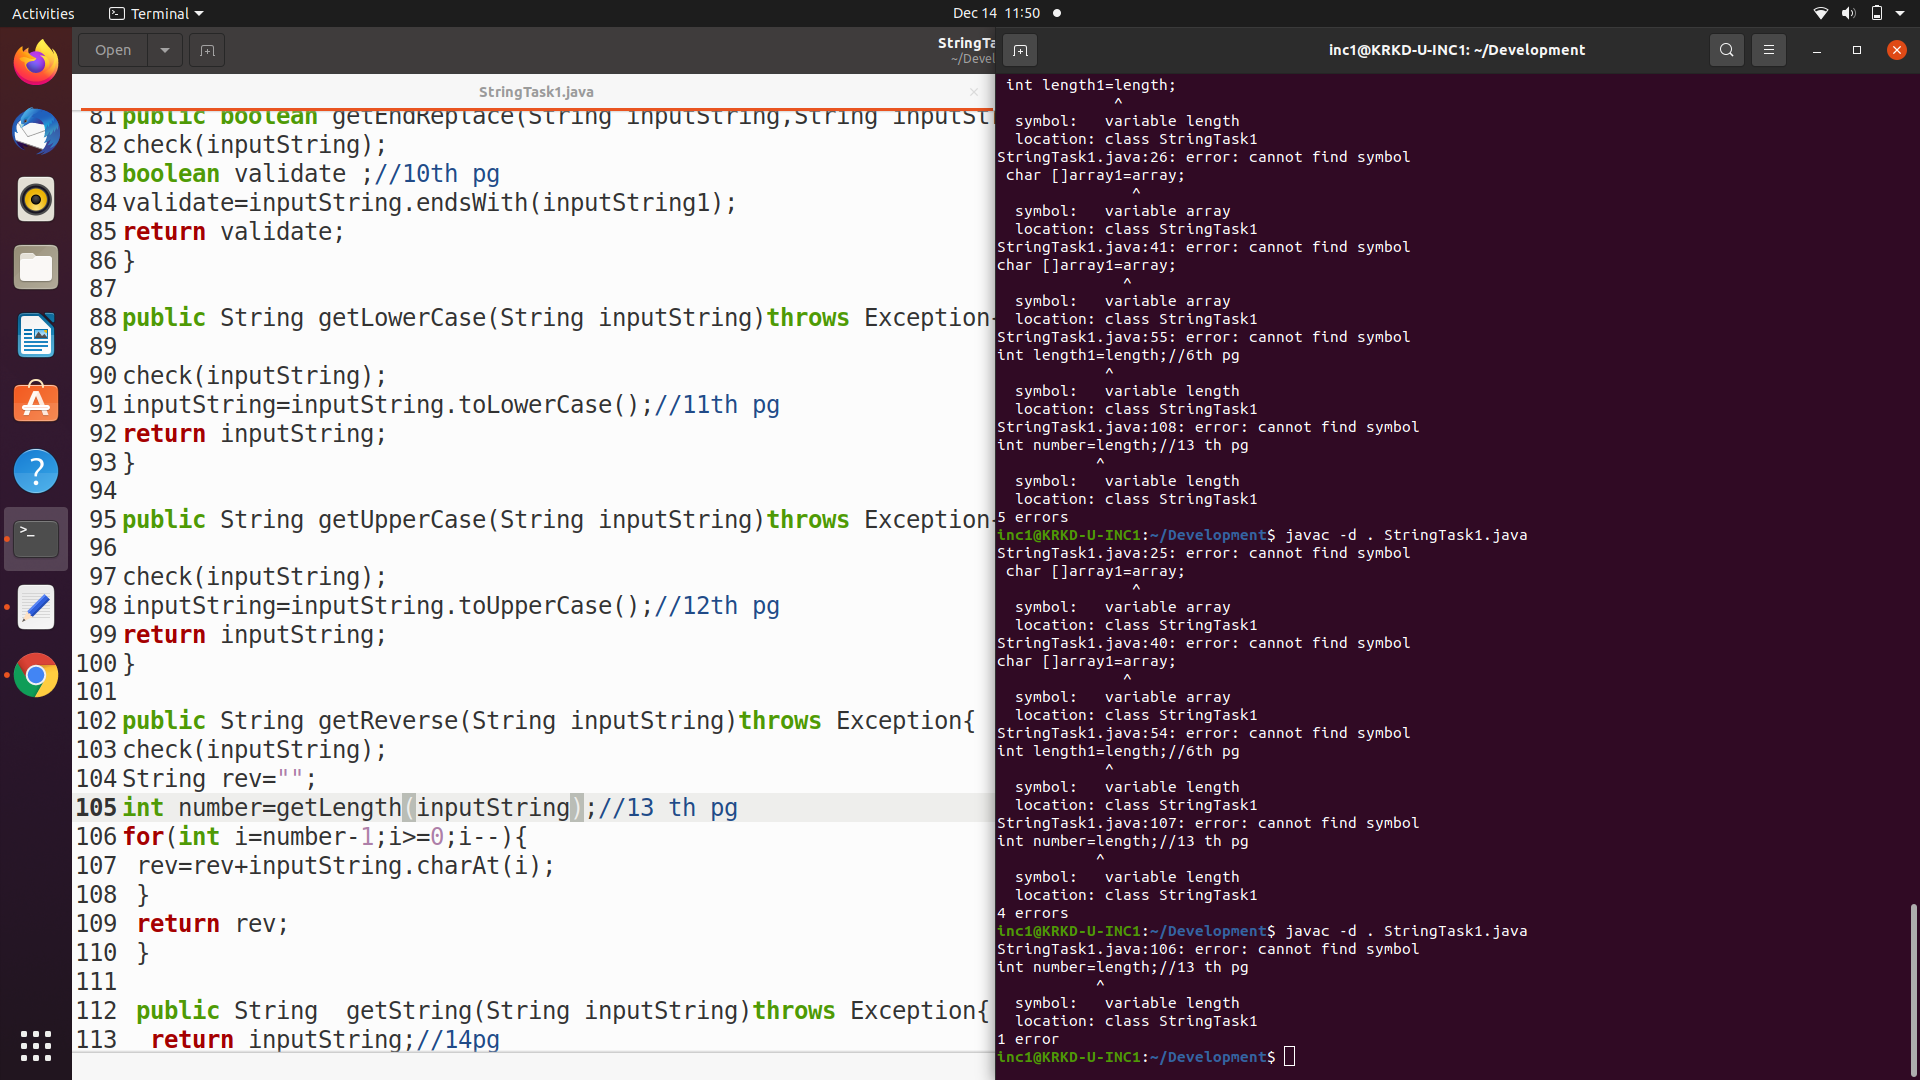 Activities
Terminal
Dec 14 11:50
Open
StringTa
~/Devel
inc1@KRKD-U-INC1: ~/Development
StringTask1.java
81 public boolean getEndReplace(String inputString,String inputStr
82 check(inputString);
83 boolean validate ;//10th pg
84 validate=inputString.endsWith(inputString1);
85 return validate;
86 }
87
88 public String getLowerCase(String inputString)throws Exception{
89
90 check(inputString);
91 inputString=inputString.toLowerCase();//11th pg
92 return inputString;
93 }
94
95 public String getUpperCase(String inputString)throws Exception{
96
97 check(inputString);
98 inputString=inputString.toUpperCase();//12th pg
99 return inputString;
100 }
101
102 public String getReverse(String inputString)throws Exception{
103 check(inputString);
104 String rev="";
105 int number=getLength(inputString);//13 th pg
106 for(int i=number-1;i>=0;i--){
107  rev=rev+inputString.charAt(i);
108  }
109  return rev;
110  }
111
112  public String  getString(String inputString)throws Exception{
113   return inputString;//14pg
 int length1=length;
             ^
  symbol:   variable length
  location: class StringTask1
StringTask1.java:26: error: cannot find symbol
 char []array1=array;
               ^
  symbol:   variable array
  location: class StringTask1
StringTask1.java:41: error: cannot find symbol
char []array1=array;
              ^
  symbol:   variable array
  location: class StringTask1
StringTask1.java:55: error: cannot find symbol
int length1=length;//6th pg
            ^
  symbol:   variable length
  location: class StringTask1
StringTask1.java:108: error: cannot find symbol
int number=length;//13 th pg
           ^
  symbol:   variable length
  location: class StringTask1
5 errors
inc1@KRKD-U-INC1:~/Development$ javac -d . StringTask1.java
StringTask1.java:25: error: cannot find symbol
 char []array1=array;
               ^
  symbol:   variable array
  location: class StringTask1
StringTask1.java:40: error: cannot find symbol
char []array1=array;
              ^
  symbol:   variable array
  location: class StringTask1
StringTask1.java:54: error: cannot find symbol
int length1=length;//6th pg
            ^
  symbol:   variable length
  location: class StringTask1
StringTask1.java:107: error: cannot find symbol
int number=length;//13 th pg
           ^
  symbol:   variable length
  location: class StringTask1
4 errors
inc1@KRKD-U-INC1:~/Development$ javac -d . StringTask1.java
StringTask1.java:106: error: cannot find symbol
int number=length;//13 th pg
           ^
  symbol:   variable length
  location: class StringTask1
1 error
inc1@KRKD-U-INC1:~/Development$